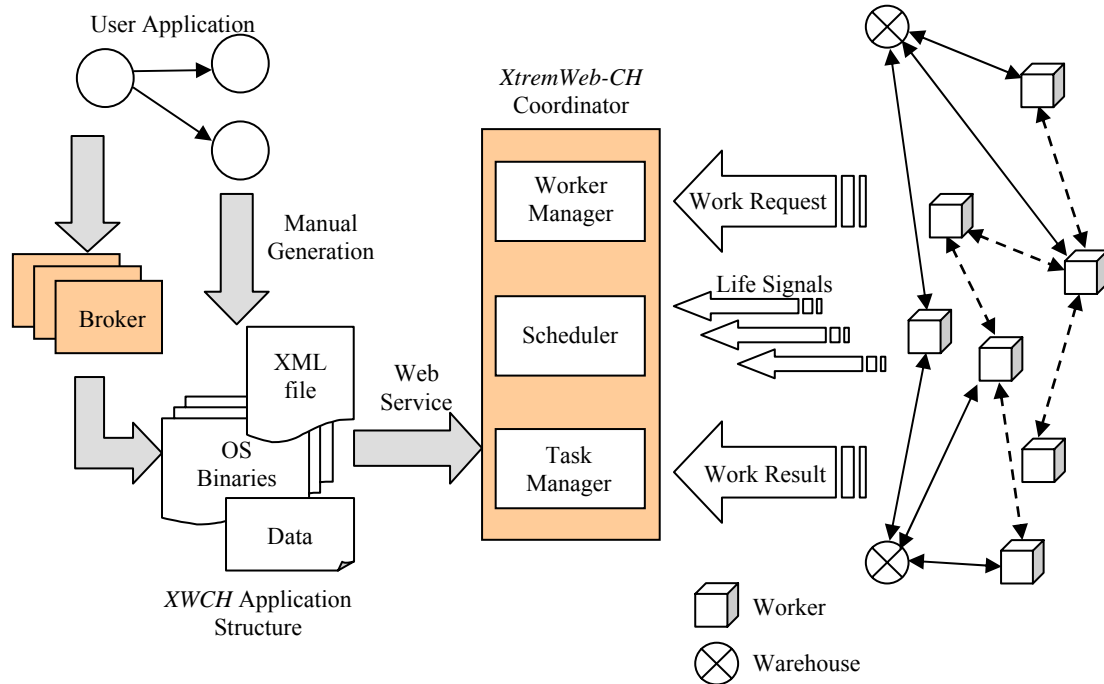 User Application
Manual
Generation
Broker
XML
file
OS
Binaries
Data
XWCH Application
Structure
Web
Service
XtremWeb-CH
Coordinator
Worker
Manager
Scheduler
Task
Manager
Work Request
Life Signals
Work Result
Worker
Warehouse